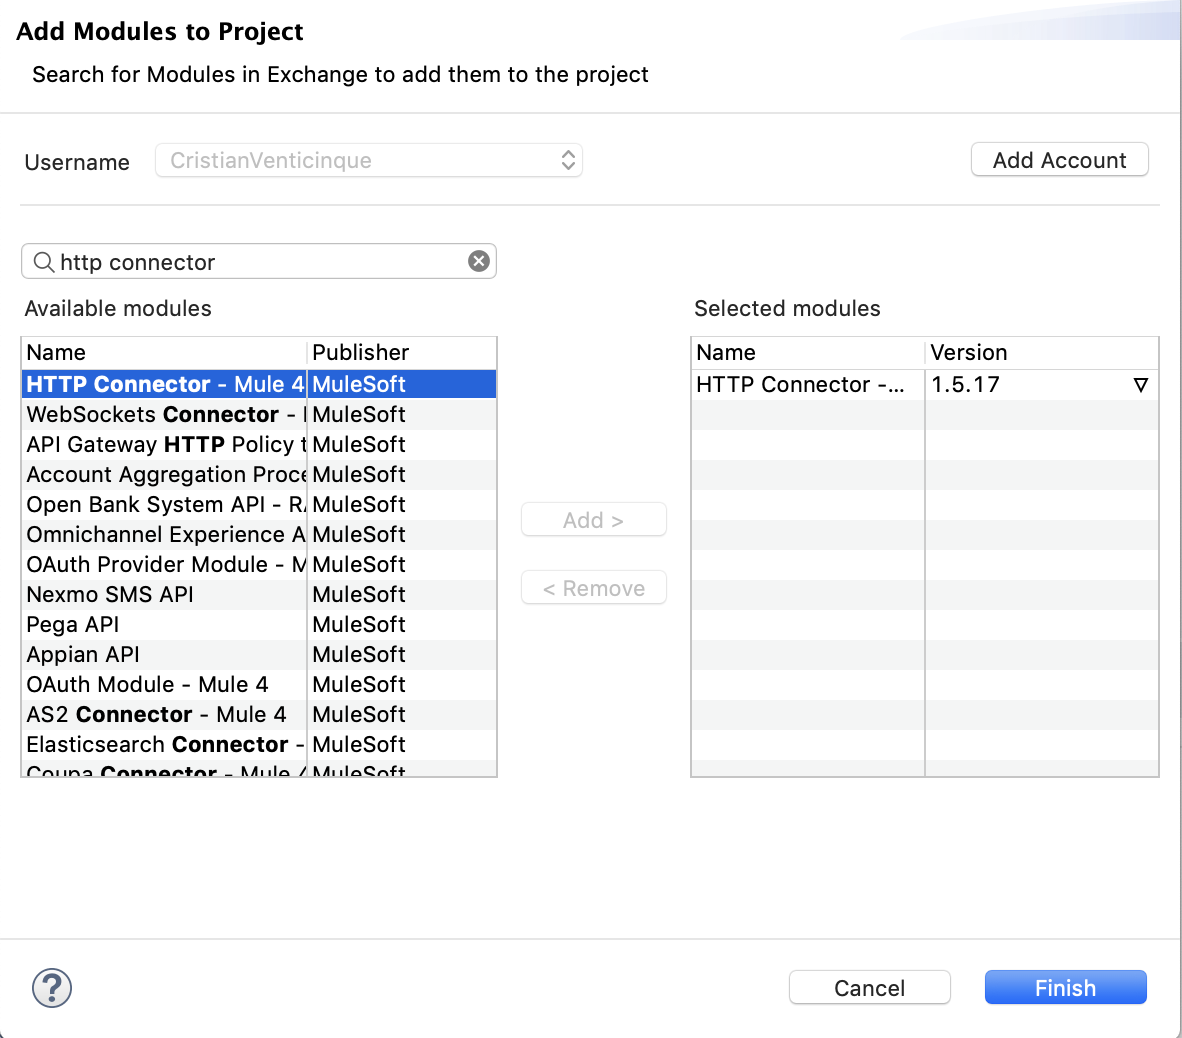 Add Modules to Project
Search for Modules in Exchange to add them to the project
Username
CristianVenticinque
Add Account
http connector
Available modules
Name Publisher
HTTP Connector - Mule 4 MuleSoft
WebSockets Connector - MuleSoft
API Gateway HTTP Policy MuleSoft
Account Aggregation MuleSoft
Open Bank System API - MuleSoft
Omnichannel Experience MuleSoft
OAuth Provider Module - MuleSoft
Nexmo SMS API MuleSoft
Pega API MuleSoft
Appian API MuleSoft
OAuth Module - Mule 4 MuleSoft
AS2 Connector - Mule 4 MuleSoft
Elasticsearch Connector - MuleSoft
Coupa Connector - Mule 4 MuleSoft
Add >
< Remove
Selected modules
Name Version
HTTP Connector -... 1.5.17
?
Cancel
Finish